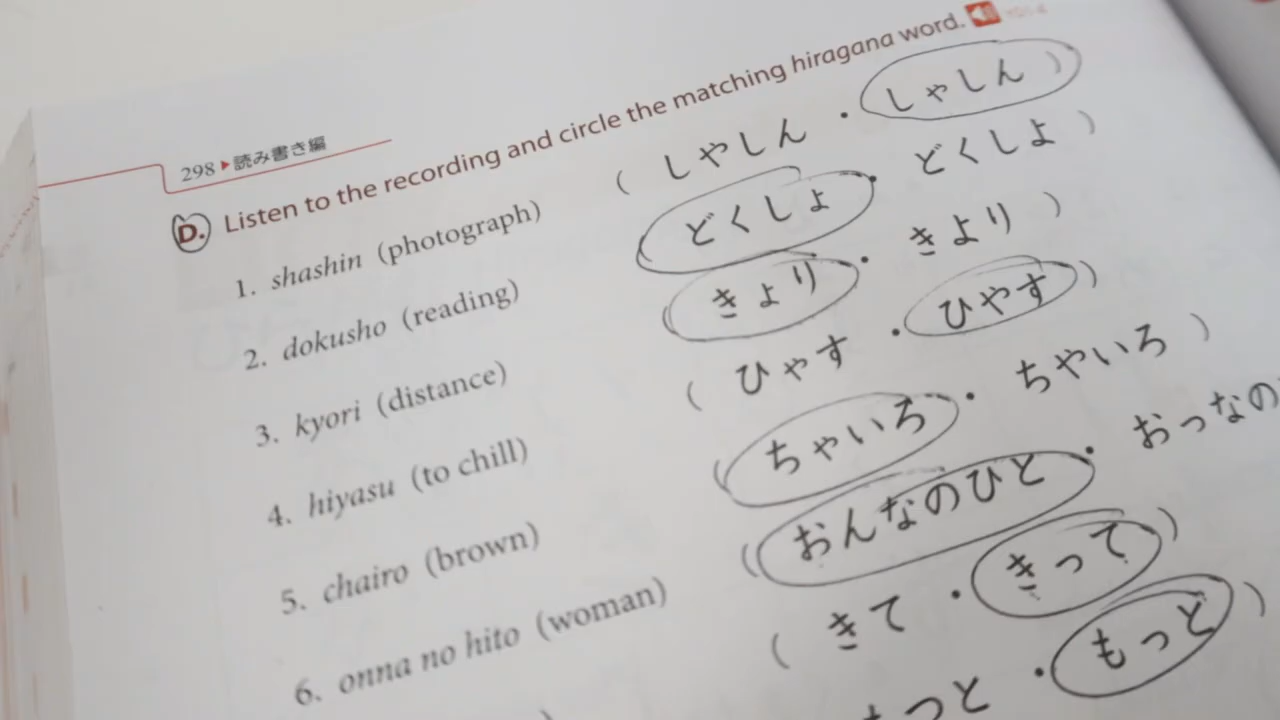 298 ▶ 読み書き編
D. Listen to the recording and circle the matching hiragana word.
1. shashin (photograph) ( しやしん ・ しゃしん )
2. dokusho (reading) ( どくしょ ・ どくしよ )
3. kyori (distance) ( きょり ・ きより )
4. hiyasu (to chill) ( ひゃす ・ ひやす )
5. chairo (brown) ( ちゃいろ ・ ちやいろ )
6. onna no hito (woman) ( おんなのひと ・ おっなの
( きて ・ きって )
もつと ・ もっと )